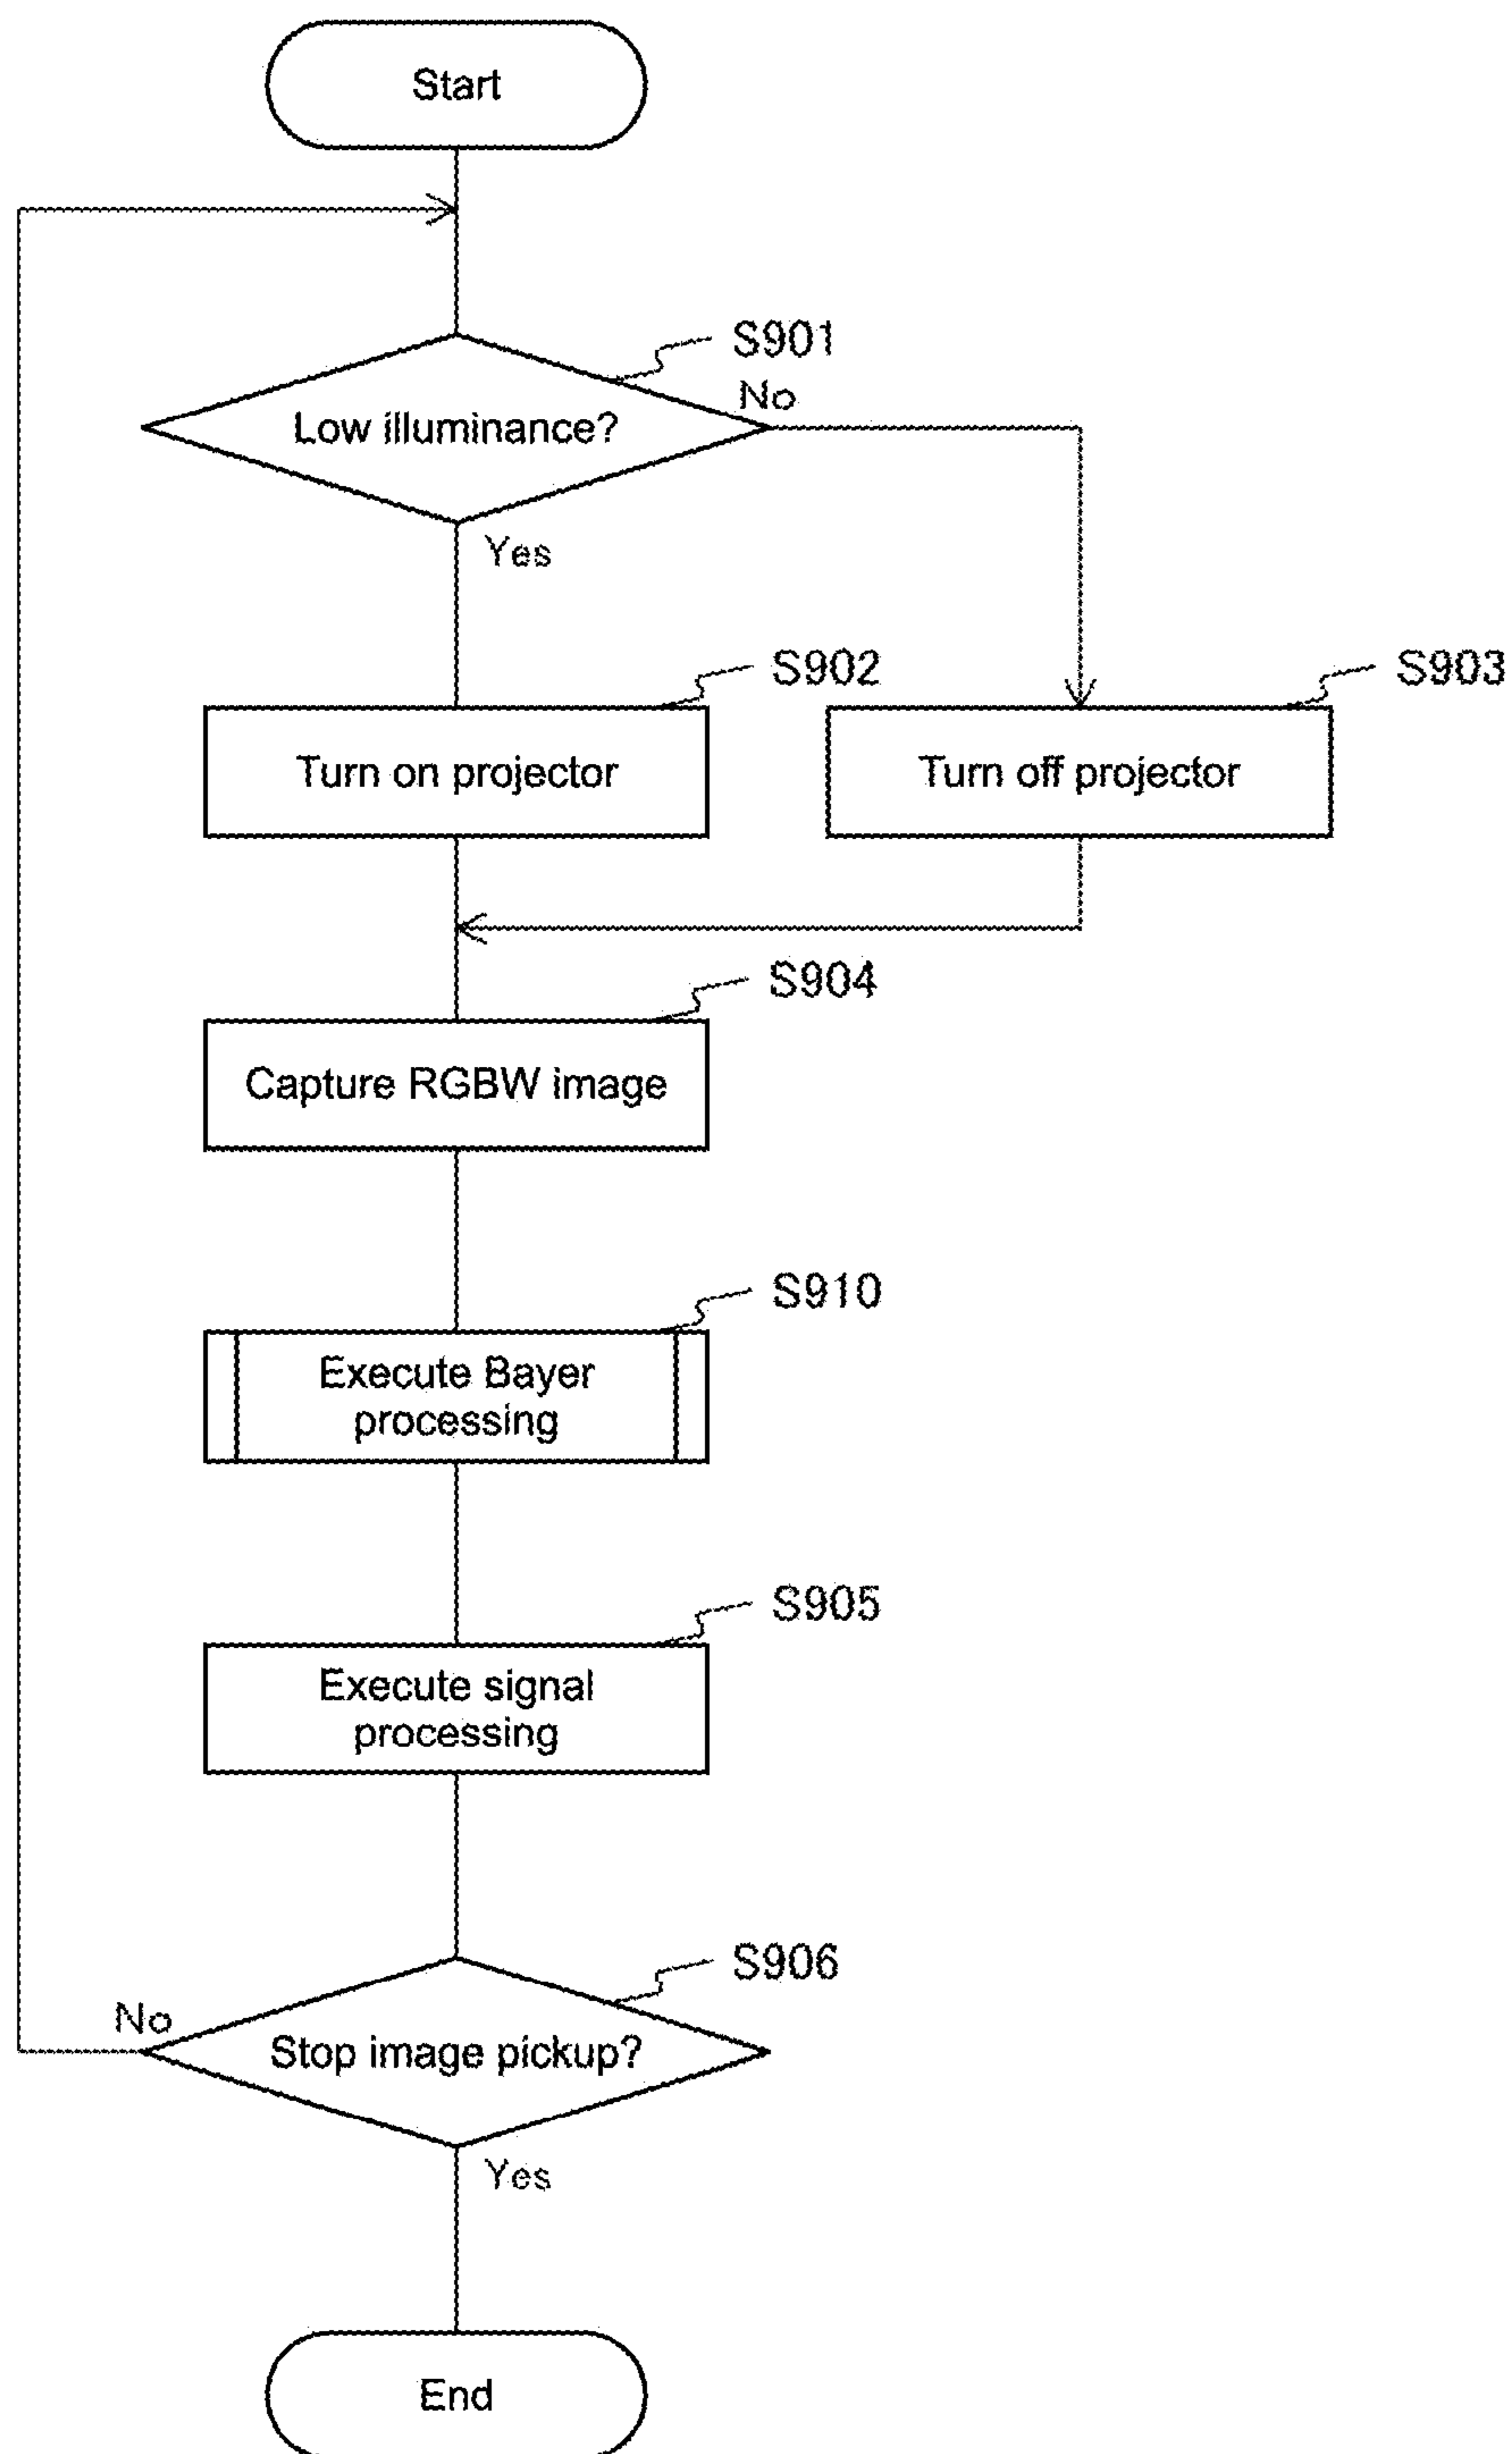 Start
S901
Low illuminance?
No
Yes
S902
S903
Turn on projector
Turn off projector
S904
Capture RGBW image
S910
Execute Bayer
processing
S905
Execute signal
processing
S906
No
Stop image pickup?
Yes
End